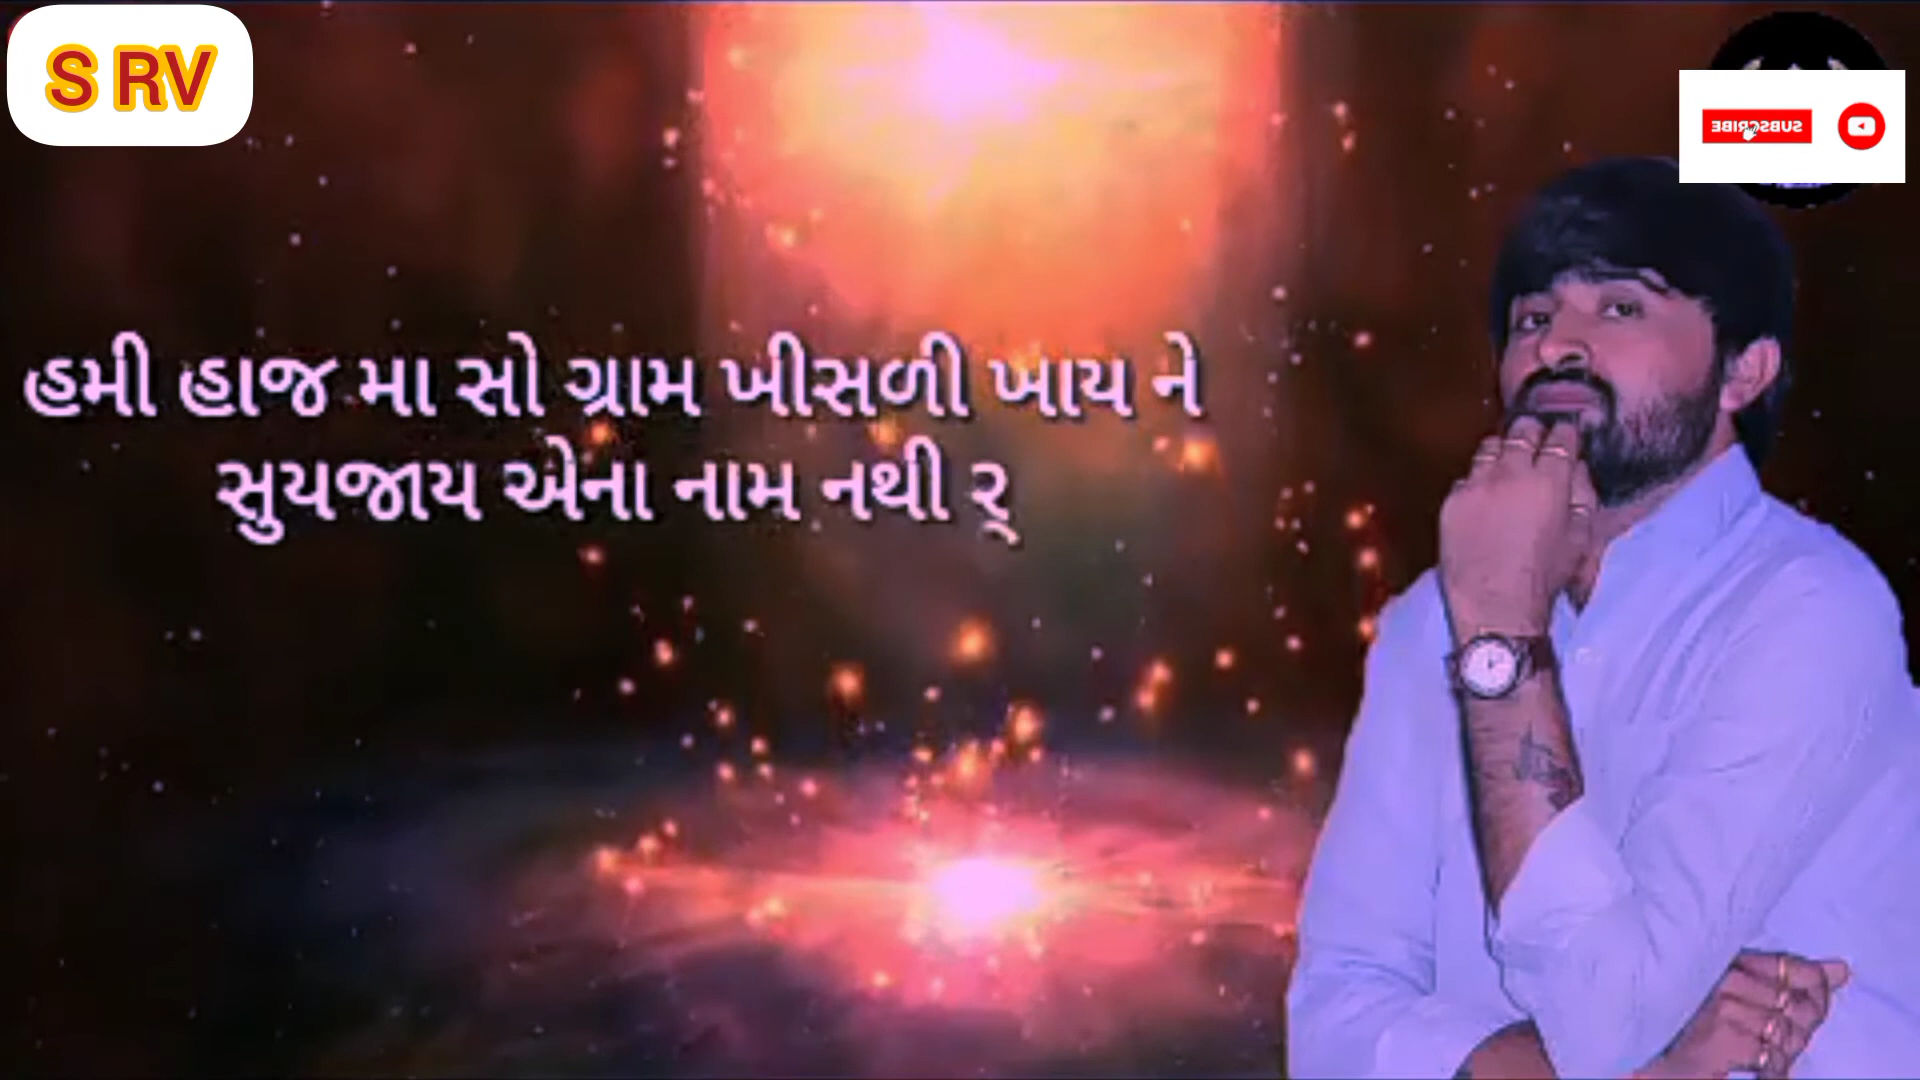 S RV
SUBSCRIBE
હમી હાજ મા સો ગ્રામ ખીસળી ખાય ને
સુયજાય એના નામ નથી ર્